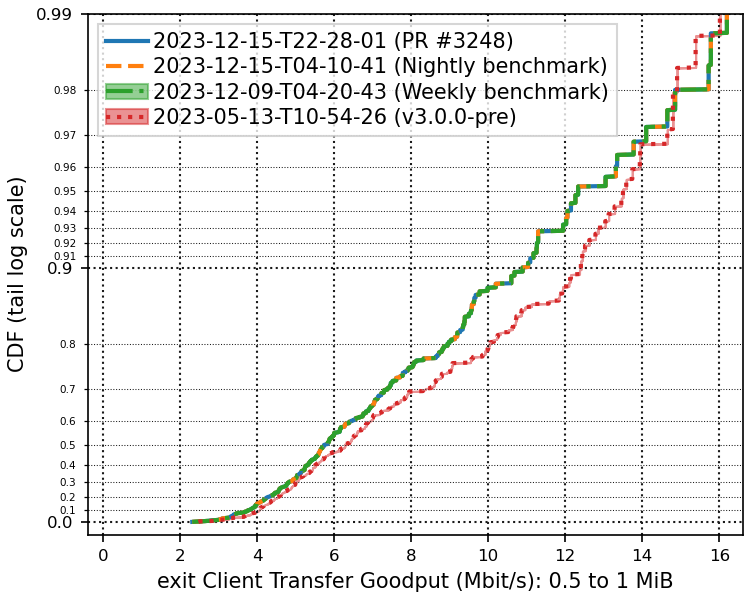 0.99
2023-12-15-T22-28-01 (PR #3248)
2023-12-15T04-10-41 (Nightly benchmark)
2023-12-09-T04-20-43 (Weekly benchmark)
2023-05-13-T10-54-26 (v3.0.0-pre)
0.98
0.97
0.96
0.95
0.94
0.93
0.92
0.91
0.9
0.8
0.7
0.6
0.5
0.4
0.3
0.2
0.1
0.0
CDF (tail log scale)
0 2 4 6 8 10 12 14 16
exit Client Transfer Goodput (Mbit/s): 0.5 to 1 MiB